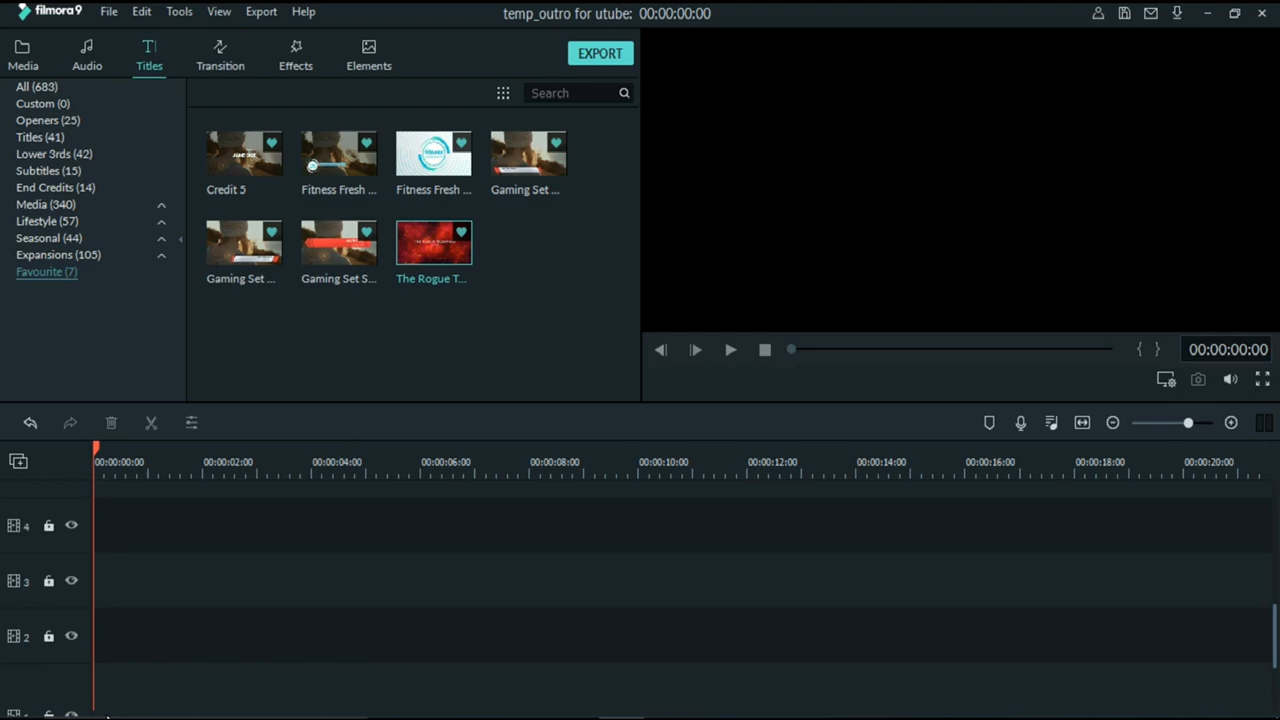 filmora9 File Edit Tools View Export Help temp_outro for utube: 00:00:00:00
Media Audio Titles Transition Effects Elements EXPORT
All (683)
Custom (0)
Openers (25)
Titles (41)
Lower 3rds (42)
Subtitles (15)
End Credits (14)
Media (340)
Lifestyle (57)
Seasonal (44)
Expansions (105)
Favourite (7)
Search
Credit 5 Fitness Fresh ... Fitness Fresh ... Gaming Set ...
Gaming Set ... Gaming Set S... The Rogue T...
00:00:00:00
00:00:00:00 00:00:02:00 00:00:04:00 00:00:06:00 00:00:08:00 00:00:10:00 00:00:12:00 00:00:14:00 00:00:16:00 00:00:18:00 00:00:20:00
4
3
2